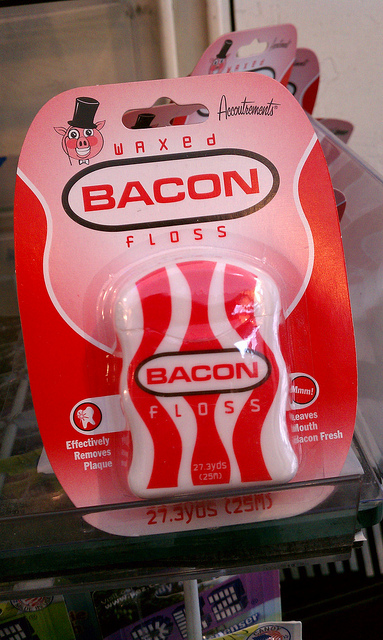 Accoutrements
waxed
BACON
FLOSS
BACON
FLOSS
27.3yds
(25m)
Effectively
Removes
Plaque
Mmm!
Leaves
Mouth
Bacon Fresh
27.3yds (25M)